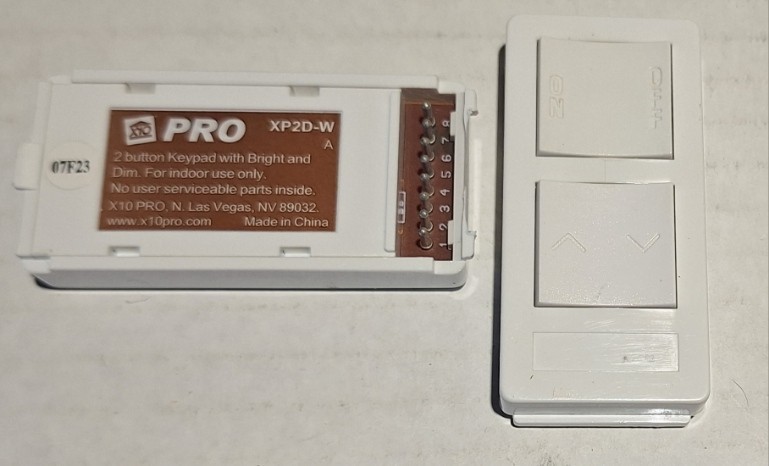 X10 PRO XP2D-W
A
2 button Keypad with Bright and
Dim. For indoor use only.
No user serviceable parts inside.
X10 PRO, N. Las Vegas, NV 89032.
www.x10pro.com Made in China
07F23
1 2 3 4 5 6 7 8
ON